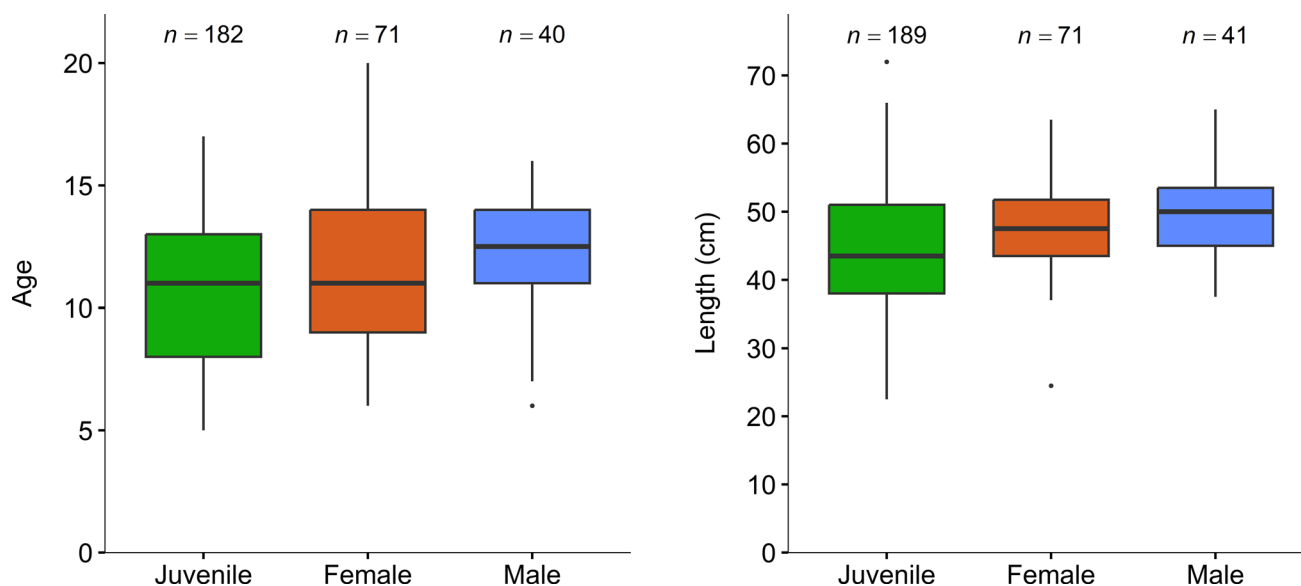 n = 182
n = 71
n = 40
20
15
10
5
0
Age
Juvenile
Female
Male
n = 189
n = 71
n = 41
70
60
50
40
30
20
10
0
Length (cm)
Juvenile
Female
Male